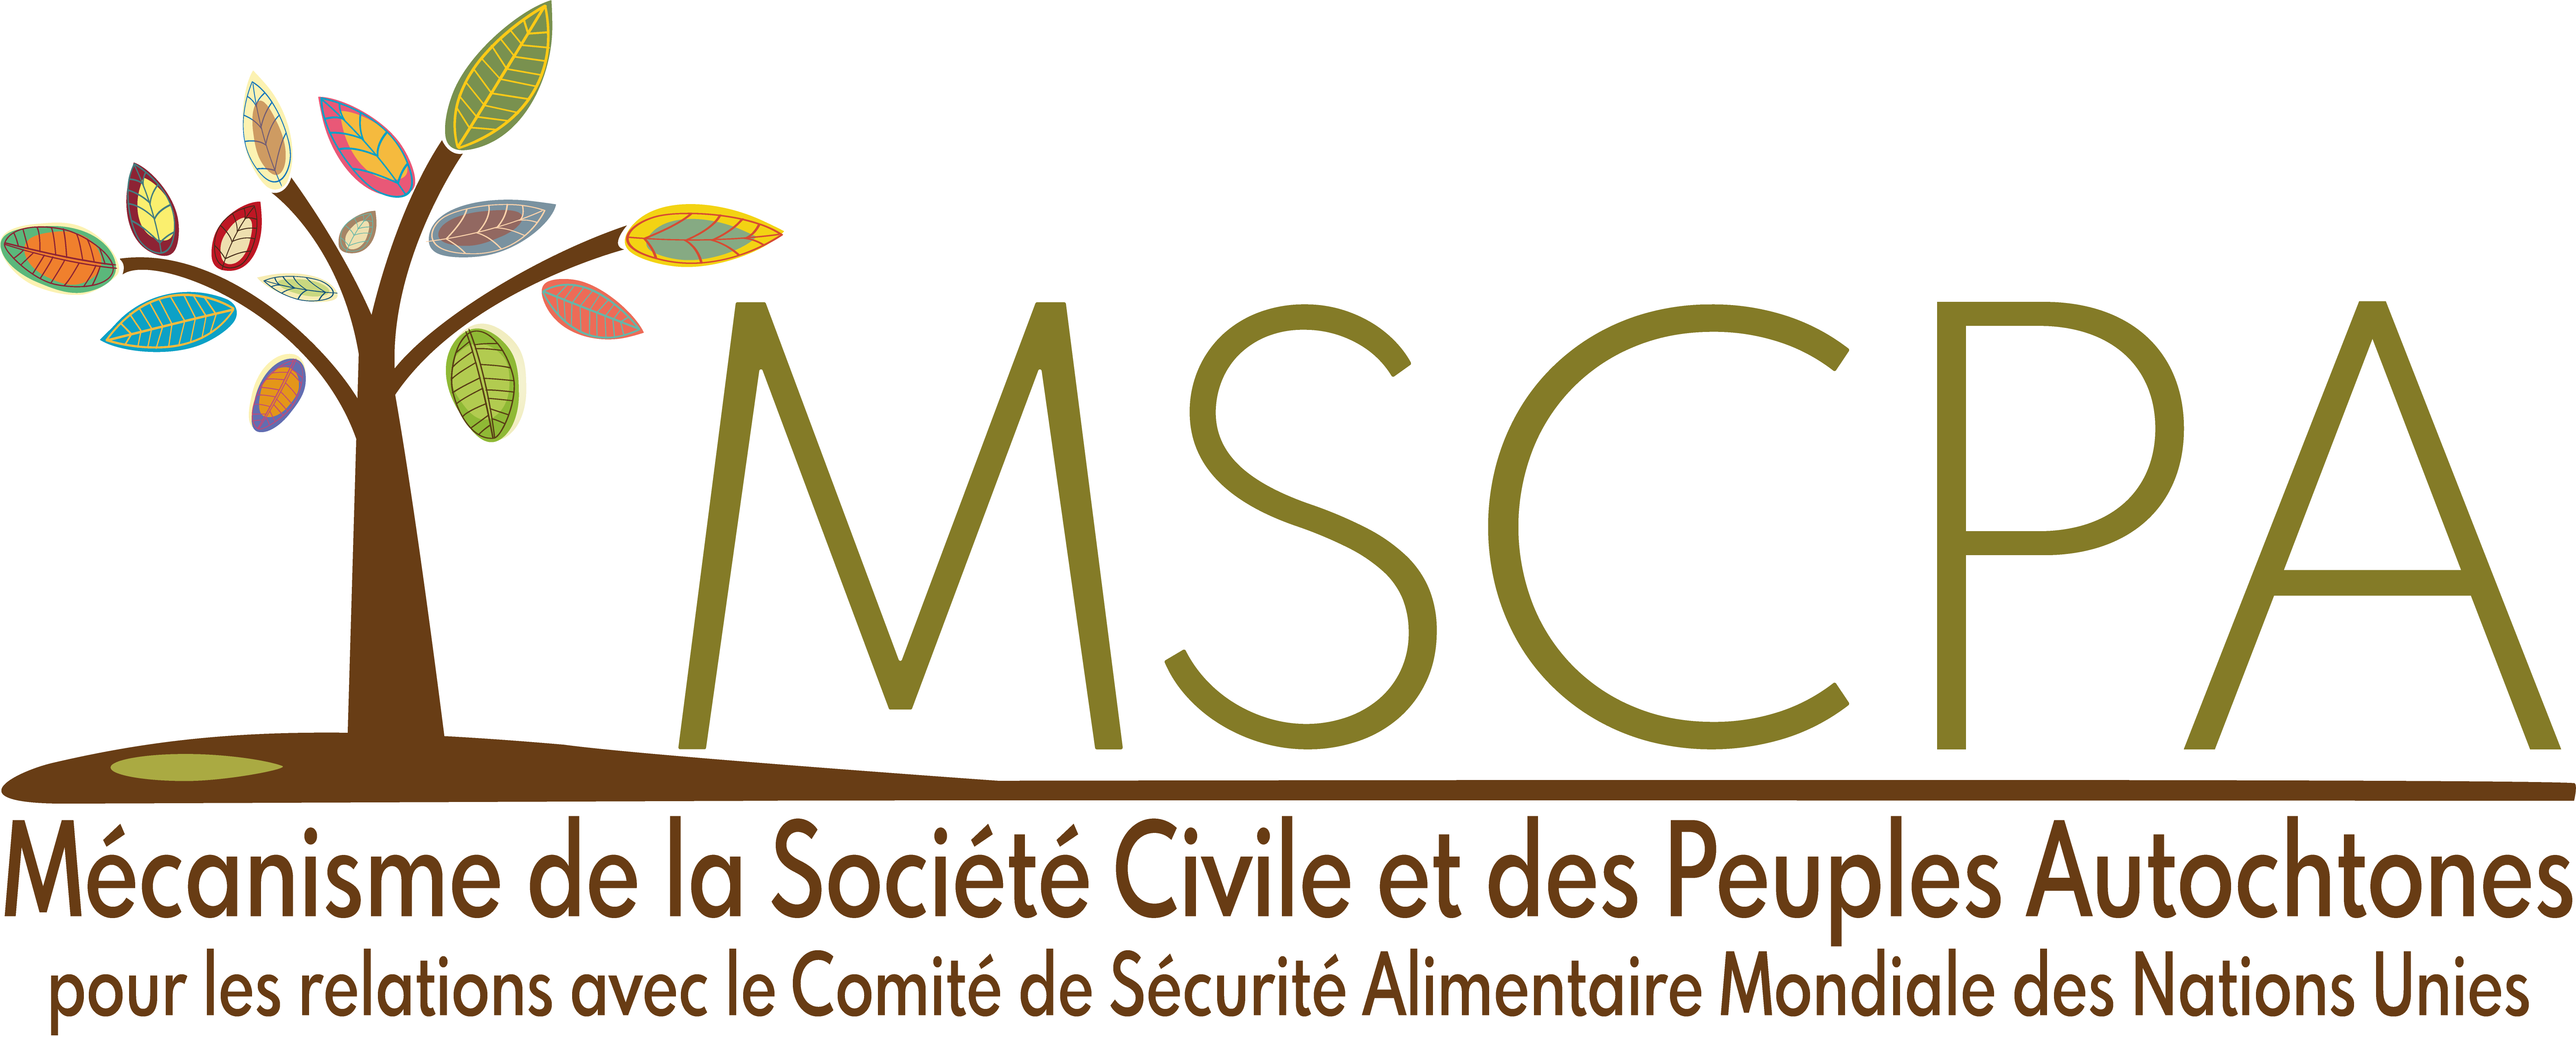 MSCPA
Mécanisme de la Société Civile et des Peuples Autochtones
pour les relations avec le Comité de Sécurité Alimentaire Mondiale des Nations Unies